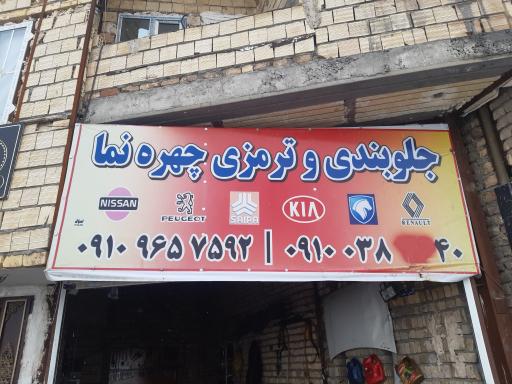 جلوبندی و ترمزی چهره نما
NISSAN PEUGEOT SAIPA KIA RENAULT
۰۹۱۰ ۹۶۵ ۷۵۹۲ | ۰۹۱۰ ۰۳۸ ۴۰